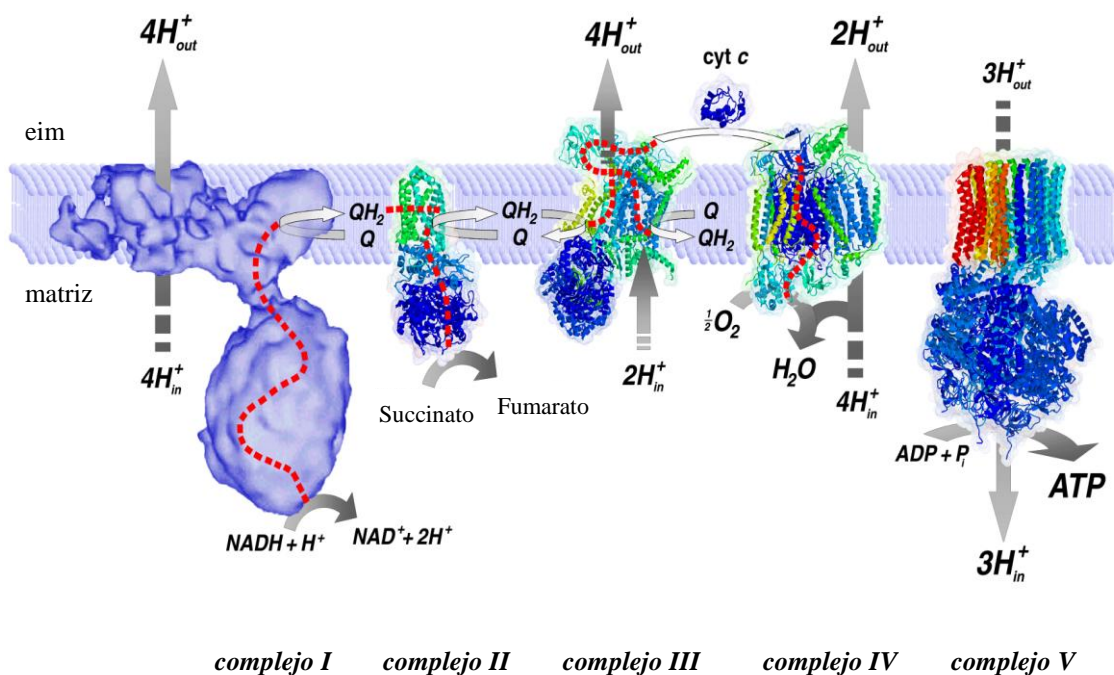 4H⁺out
4H⁺out
cyt c
2H⁺out
3H⁺out
eim
QH₂
Q
QH₂
Q
Q
QH₂
matriz
½O₂
H₂O
4H⁺in
2H⁺in
4H⁺in
Succinato
Fumarato
ADP + Pi
ATP
NADH + H⁺
NAD⁺ + 2H⁺
3H⁺in
complejo I
complejo II
complejo III
complejo IV
complejo V